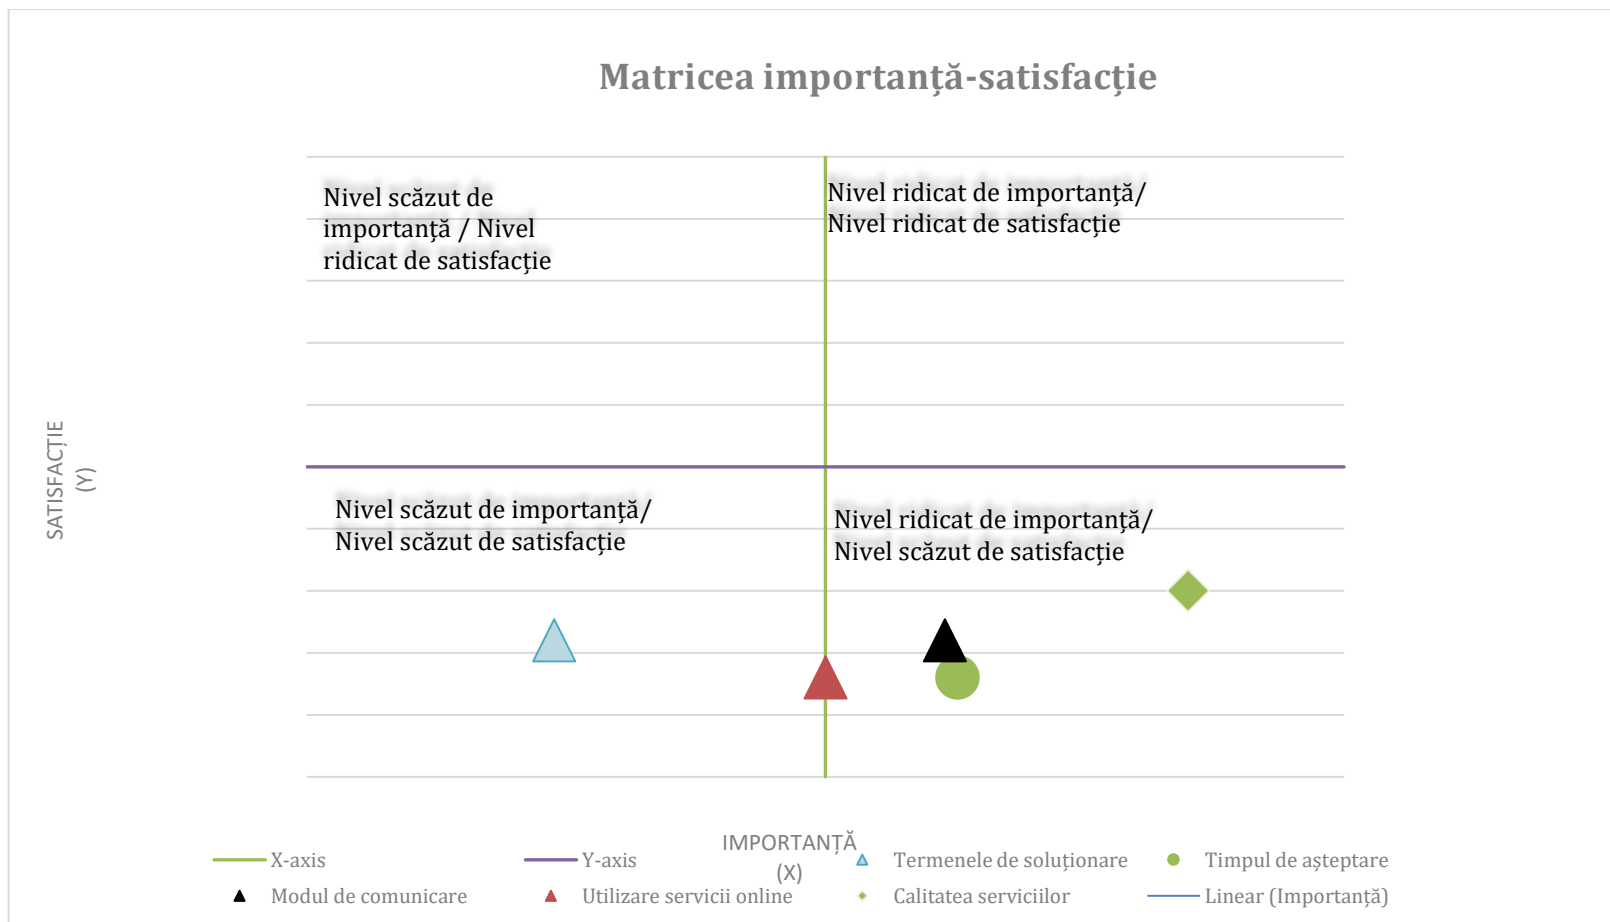 Matricea importanță-satisfacție
Nivel scăzut de
importanță / Nivel
ridicat de satisfacție
Nivel ridicat de importanță/
Nivel ridicat de satisfacție
SATISFACȚIE
(Y)
Nivel scăzut de importanță/
Nivel scăzut de satisfacție
Nivel ridicat de importanță/
Nivel scăzut de satisfacție
IMPORTANȚĂ
(X)
X-axis
Y-axis
Termenele de soluționare
Timpul de așteptare
Modul de comunicare
Utilizare servicii online
Calitatea serviciilor
Linear (Importanță)